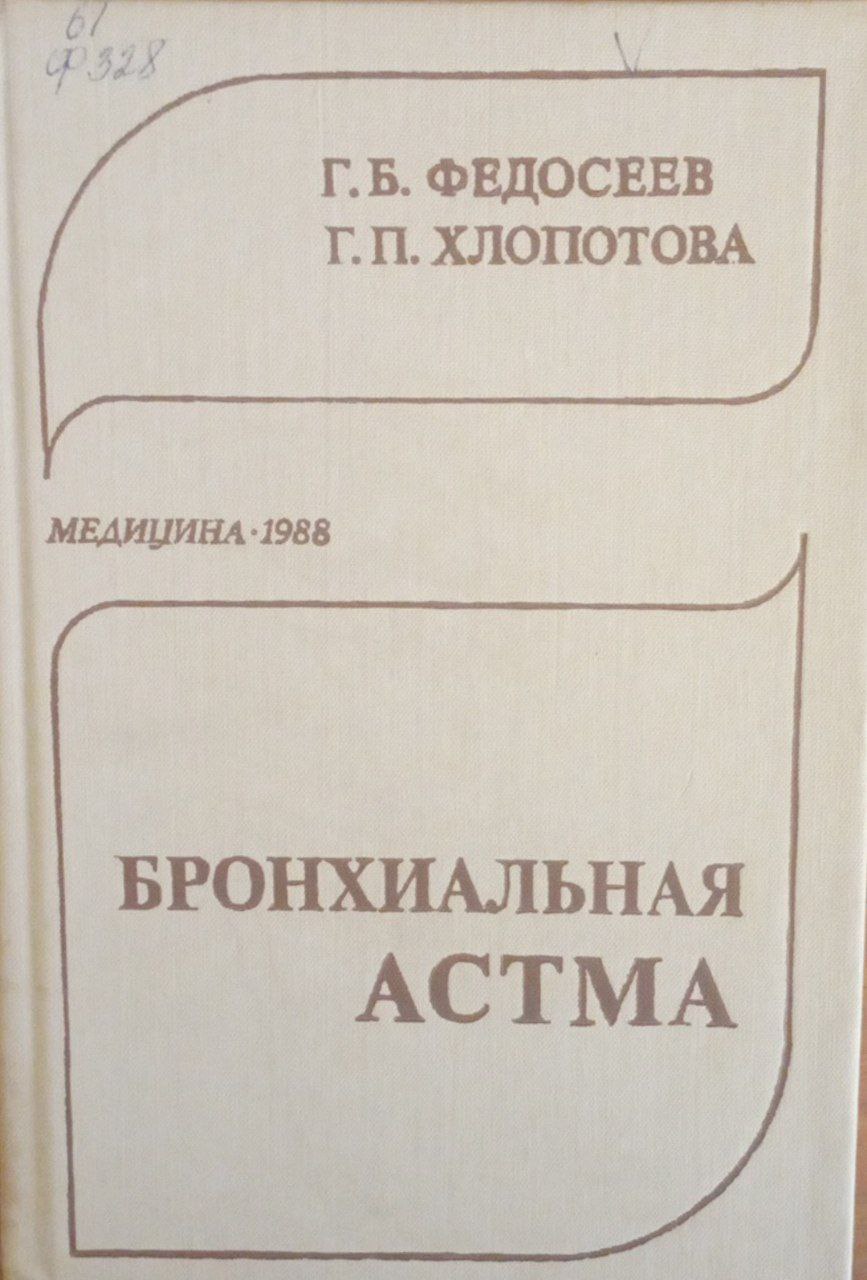 61
Ф328
Г. Б. ФЕДОСЕЕВ
Г. П. ХЛОПОТОВА
МЕДИЦИНА · 1988
БРОНХИАЛЬНАЯ
АСТМА